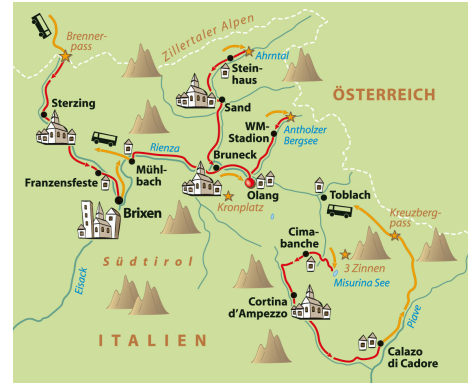 Brenner-
pass
Zillertaler Alpen
Ahrntal
Stein-
haus
ÖSTERREICH
Sterzing
Sand
WM-
Stadion
Antholzer
Bergsee
Rienza
Bruneck
Mühl-
bach
Franzensfeste
Olang
Toblach
Kronplatz
Brixen
Kreuzberg-
pass
Cima-
banche
Südtirol
3 Zinnen
Misurina See
Eisack
Cortina
d'Ampezzo
Piave
ITALIEN
Calazo
di Cadore